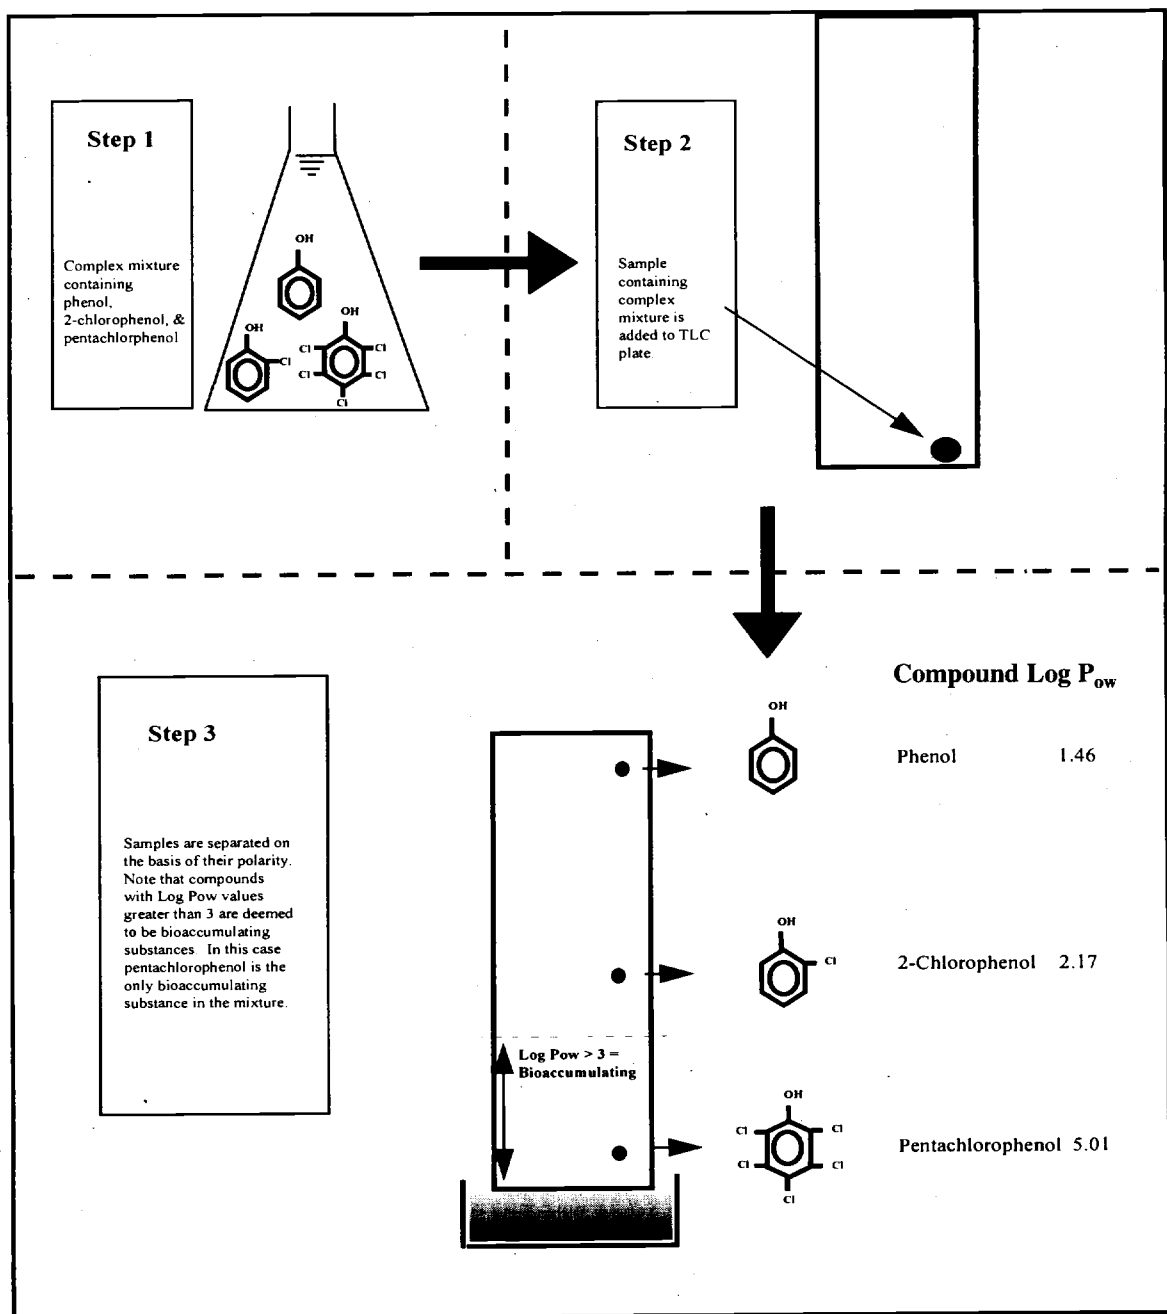 Step 1
Complex mixture
containing
phenol,
2-chlorophenol, &
pentachlorphenol
OH
OH
Cl
OH
Cl
Cl
Cl
Cl
Cl
Step 2
Sample
containing
complex
mixture is
added to TLC
plate.
Step 3
Samples are separated on
the basis of their polarity.
Note that compounds
with Log Pow values
greater than 3 are deemed
to be bioaccumulating
substances. In this case
pentachlorophenol is the
only bioaccumulating
substance in the mixture.
Log Pow > 3 =
Bioaccumulating
Compound Log Pow
OH
Phenol 1.46
OH
Cl
2-Chlorophenol 2.17
OH
Cl
Cl
Cl
Cl
Cl
Pentachlorophenol 5.01